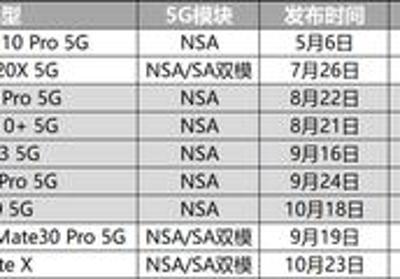 型 5G模块 发布时间
10 Pro 5G NSA 5月6日
20X 5G NSA/SA双模 7月26日
Pro 5G NSA 8月22日
0+ 5G NSA 8月21日
3 5G NSA 9月16日
Pro 5G NSA 9月24日
5G NSA 10月18日
Mate30 Pro 5G NSA/SA双模 9月19日
te X NSA/SA双模 10月23日